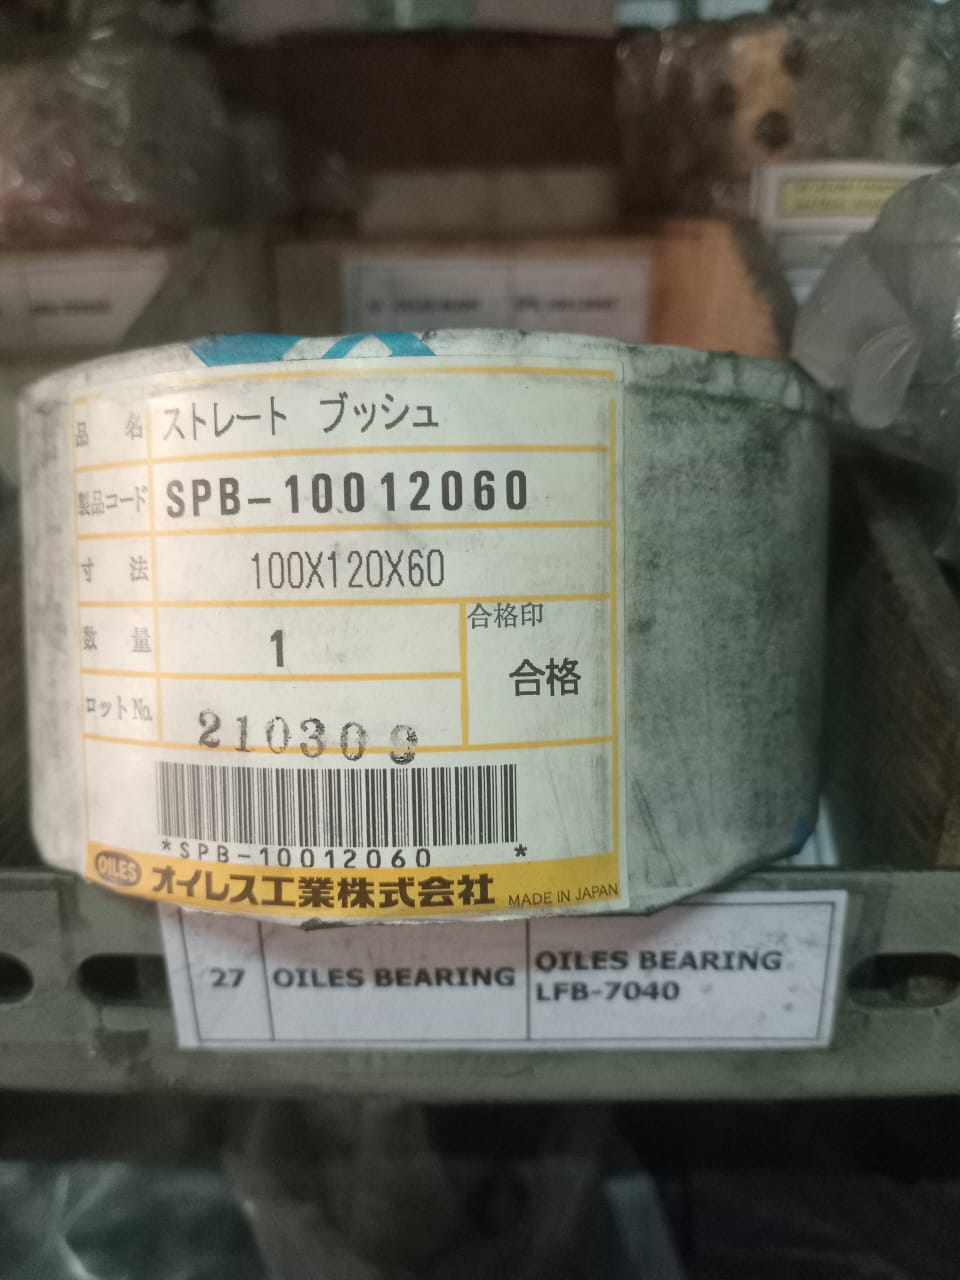 品 名 ストレート ブッシュ
製品コード SPB-10012060
寸 法 100X120X60
数 量 1
合格印
合格
ロットNo. 210309
*SPB-10012060 *
OILES オイレス工業株式会社 MADE IN JAPAN
27 OILES BEARING OILES BEARING
LFB-7040